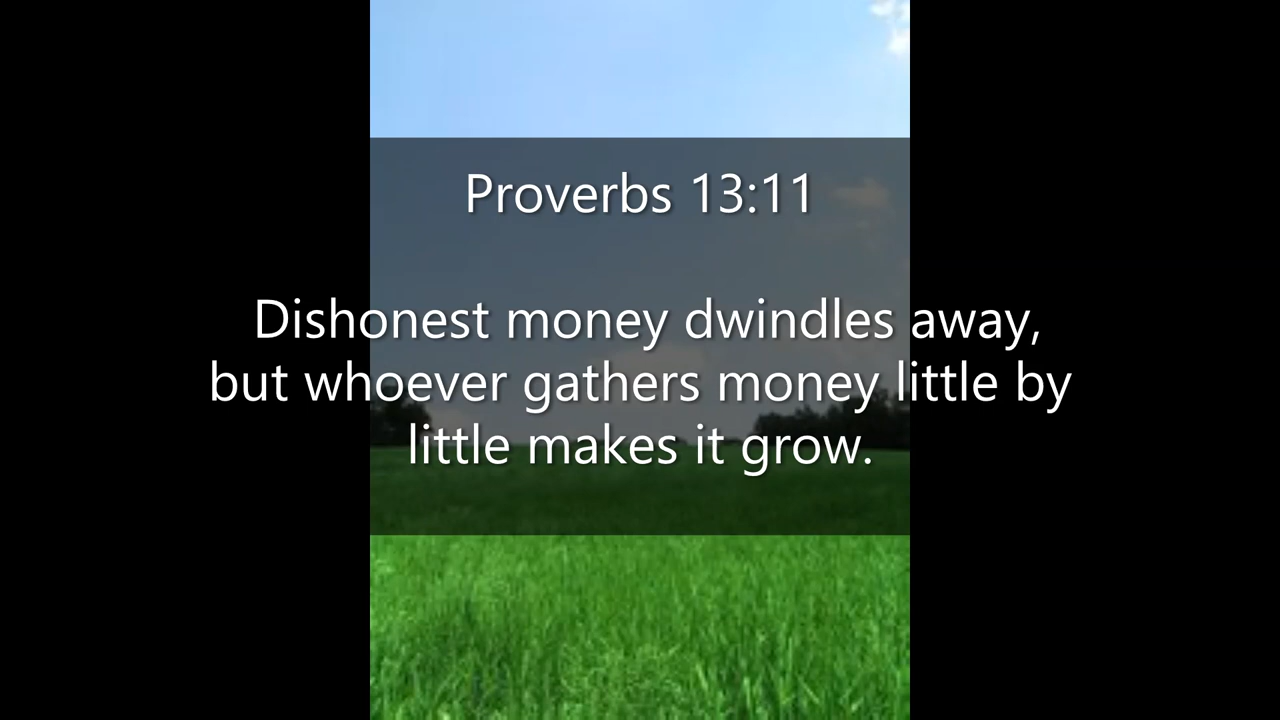 Proverbs 13:11
Dishonest money dwindles away,
but whoever gathers money little by
little makes it grow.